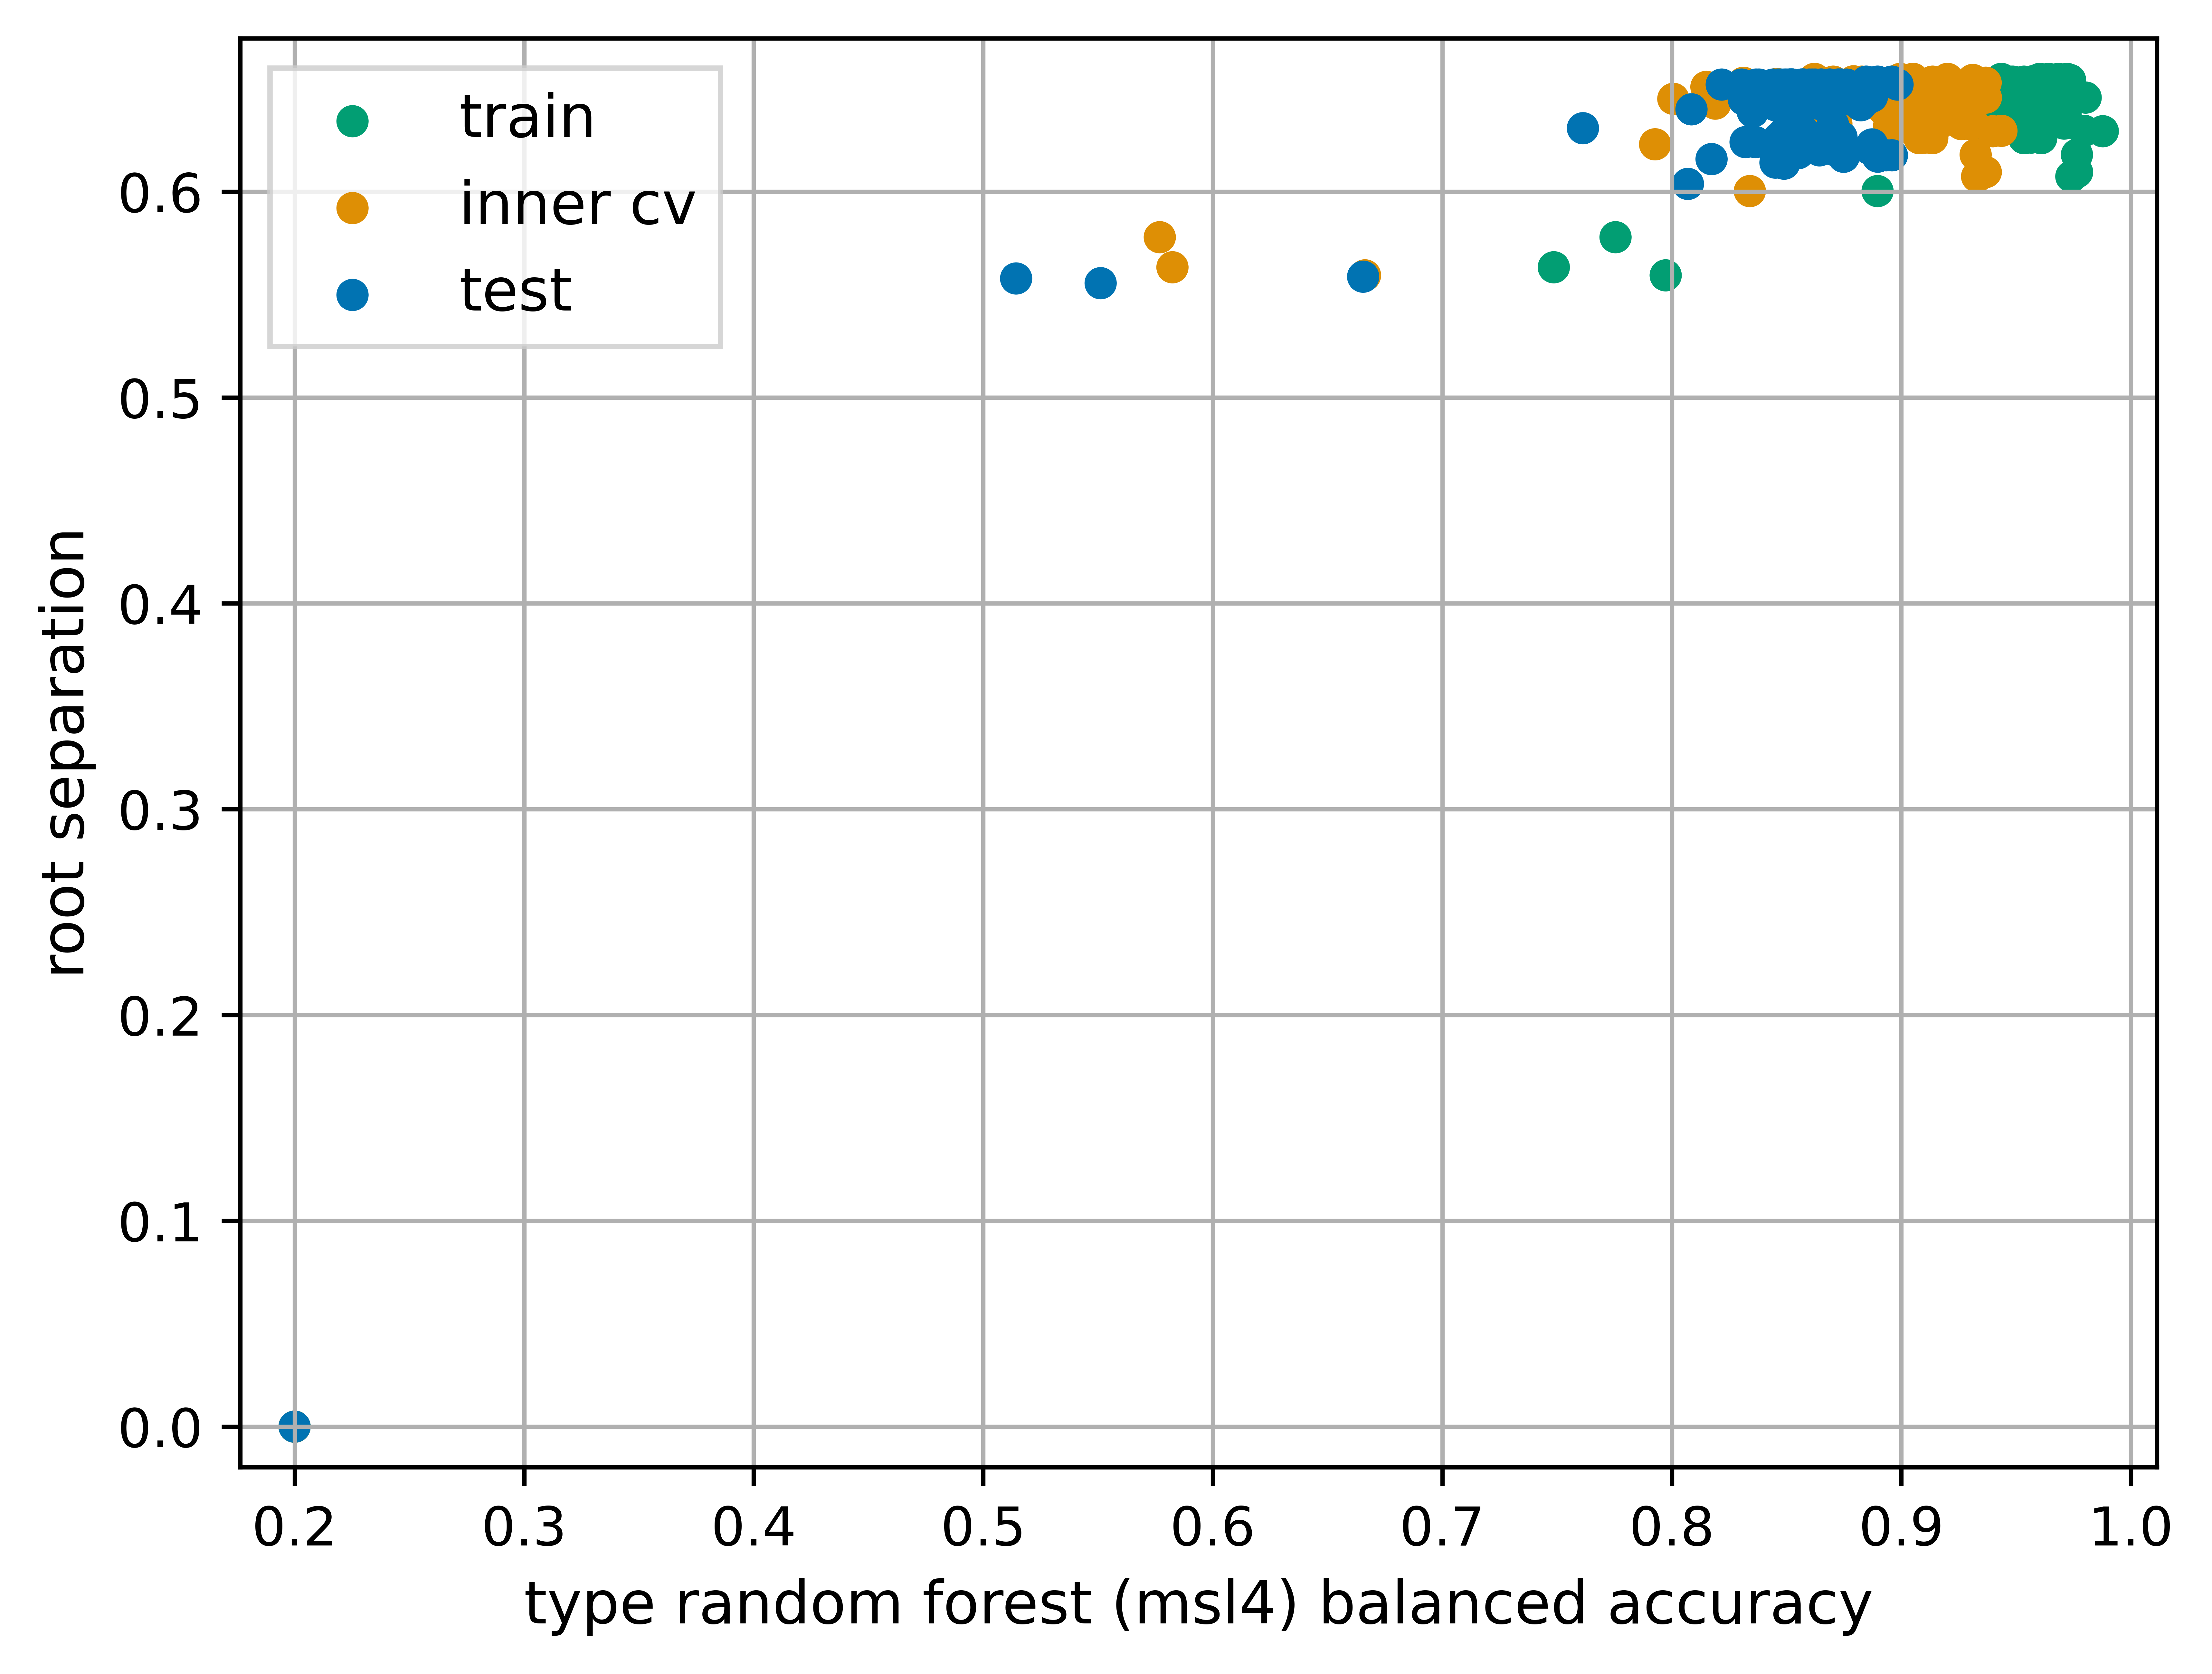 train
inner cv
test
root separation
0.6
0.5
0.4
0.3
0.2
0.1
0.0
0.2 0.3 0.4 0.5 0.6 0.7 0.8 0.9 1.0
type random forest (msl4) balanced accuracy